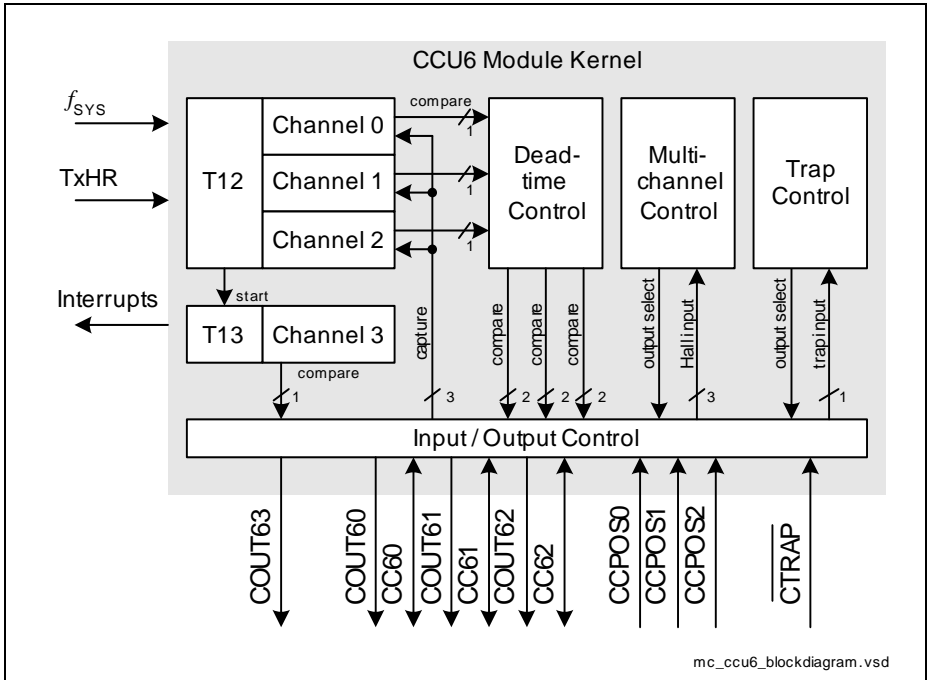 CCU6 Module Kernel
fSYS
TxHR
Interrupts
T12
Channel 0
Channel 1
Channel 2
compare
1
1
1
Dead-
time
Control
Multi-
channel
Control
Trap
Control
start
T13
Channel 3
compare
1
capture
3
compare
2
compare
2
compare
2
output select
Hall input
3
output select
trap input
1
Input / Output Control
COUT63
COUT60
CC60
COUT61
CC61
COUT62
CC62
CCPOS0
CCPOS1
CCPOS2
CTRAP
mc_ccu6_blockdiagram.vsd